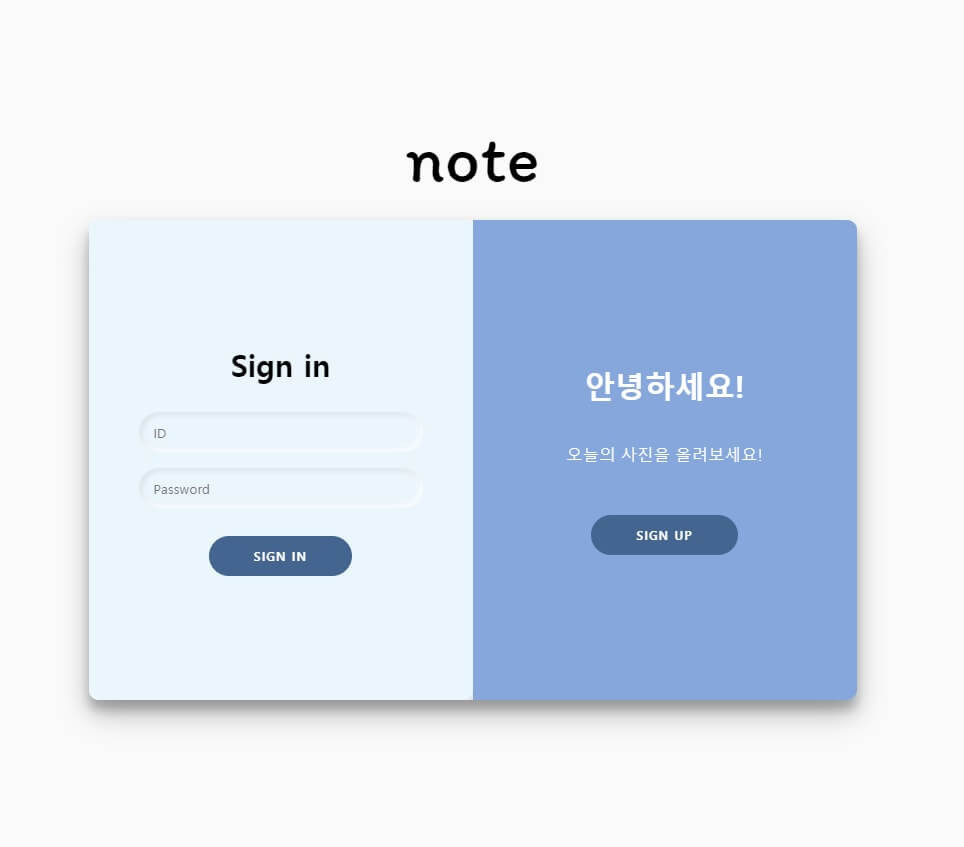 note
Sign in
ID
Password
SIGN IN
안녕하세요!
오늘의 사진을 올려보세요!
SIGN UP